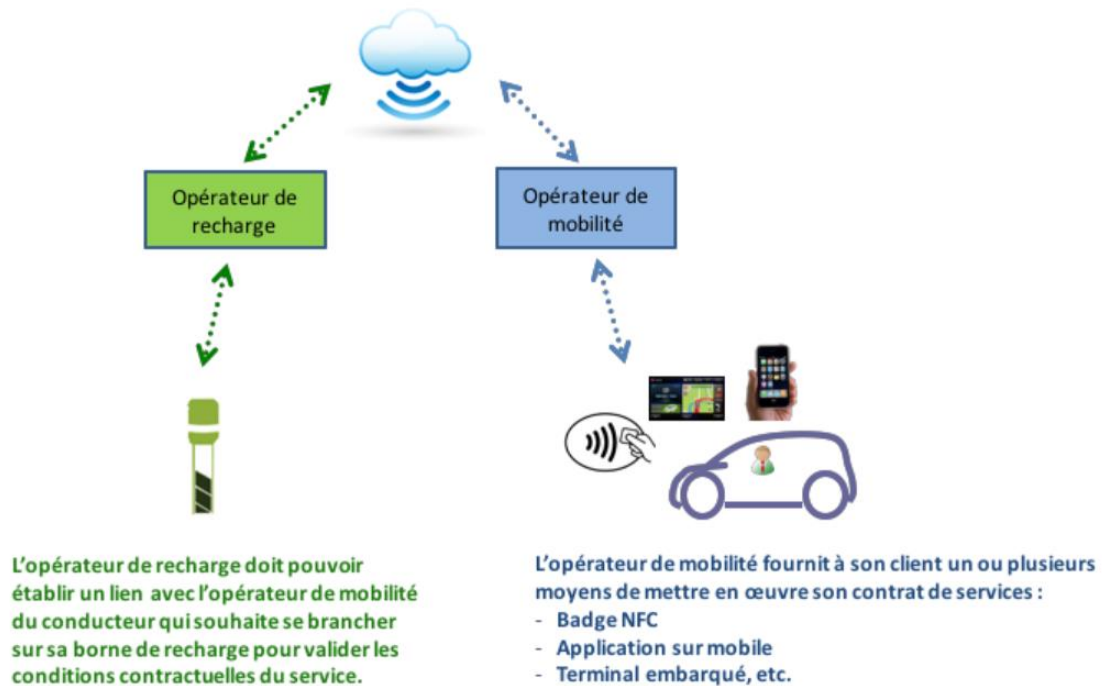 Opérateur de
recharge
Opérateur de
mobilité
L'opérateur de recharge doit pouvoir
établir un lien avec l'opérateur de mobilité
du conducteur qui souhaite se brancher
sur sa borne de recharge pour valider les
conditions contractuelles du service.
L'opérateur de mobilité fournit à son client un ou plusieurs
moyens de mettre en œuvre son contrat de services :
- Badge NFC
- Application sur mobile
- Terminal embarqué, etc.